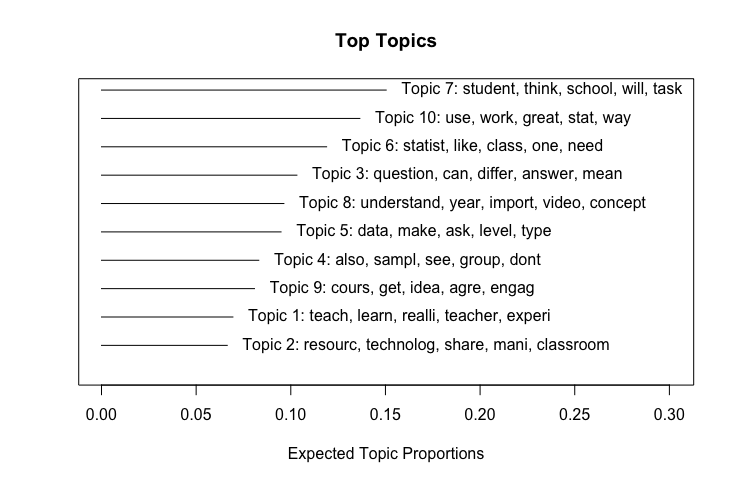 Top Topics
Topic 7: student, think, school, will, task
Topic 10: use, work, great, stat, way
Topic 6: statist, like, class, one, need
Topic 3: question, can, differ, answer, mean
Topic 8: understand, year, import, video, concept
Topic 5: data, make, ask, level, type
Topic 4: also, sampl, see, group, dont
Topic 9: cours, get, idea, agre, engag
Topic 1: teach, learn, realli, teacher, experi
Topic 2: resourc, technolog, share, mani, classroom
0.00 0.05 0.10 0.15 0.20 0.25 0.30
Expected Topic Proportions